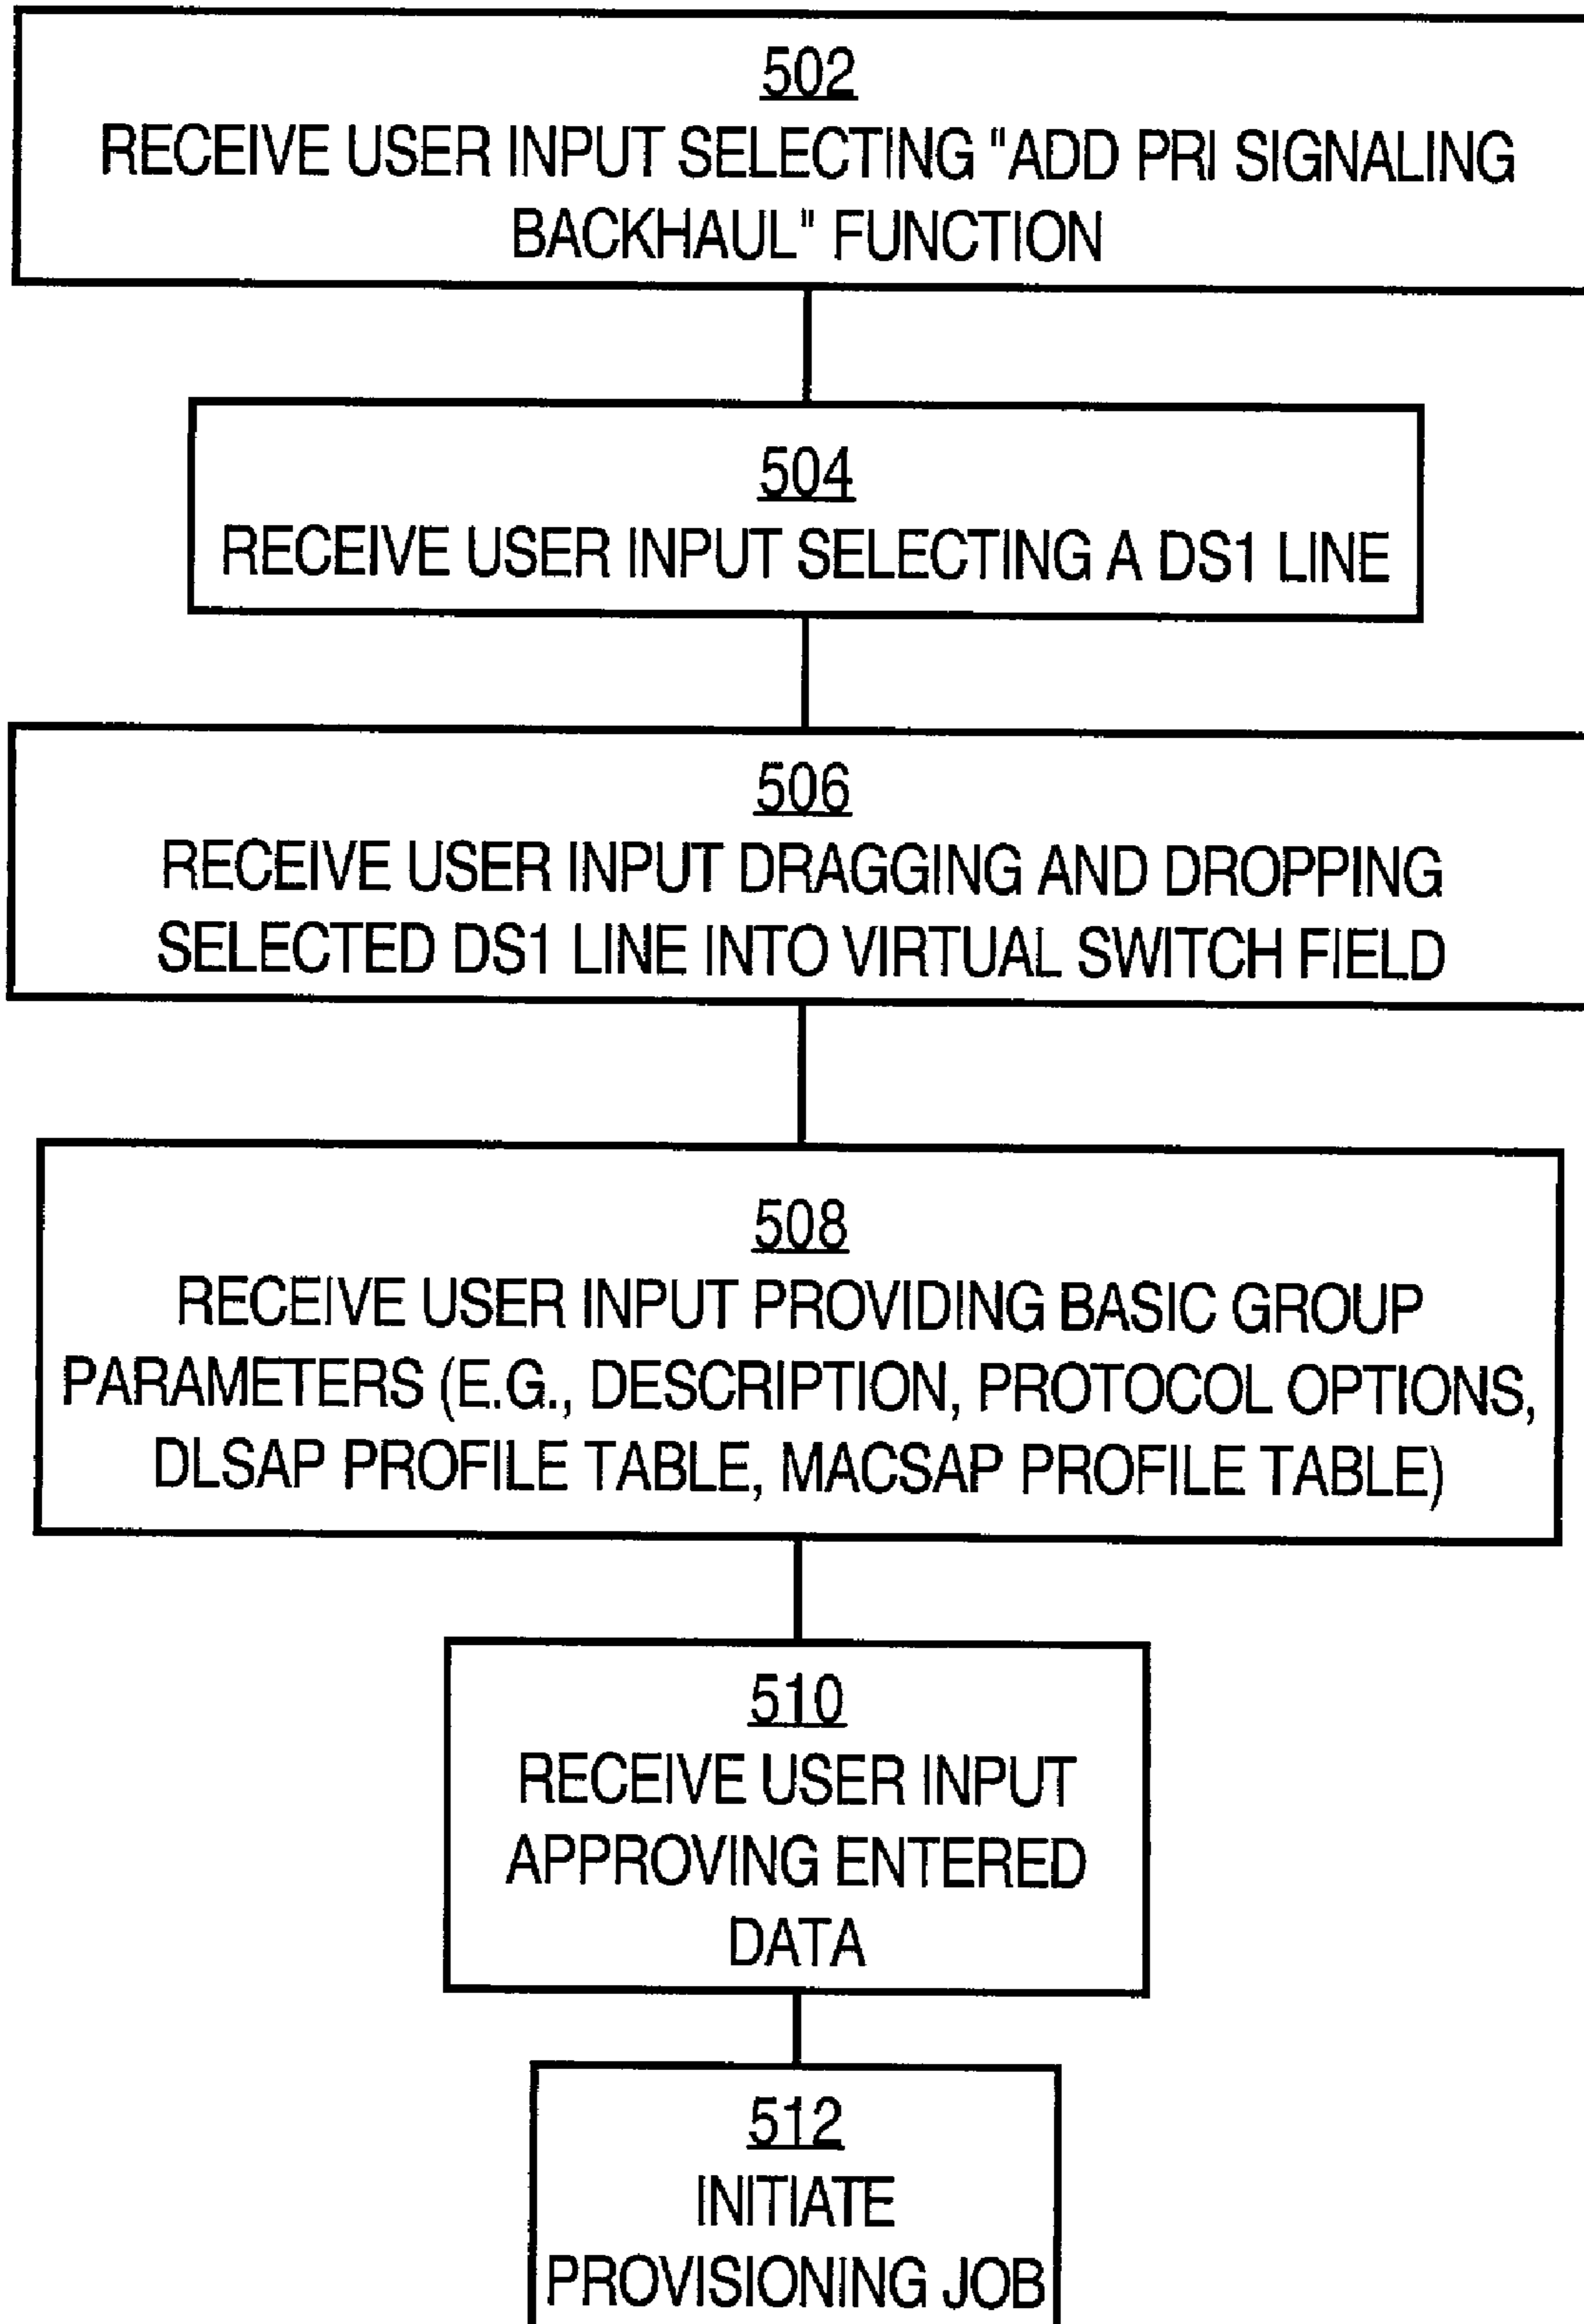 502
RECEIVE USER INPUT SELECTING "ADD PRI SIGNALING
BACKHAUL" FUNCTION
504
RECEIVE USER INPUT SELECTING A DS1 LINE
506
RECEIVE USER INPUT DRAGGING AND DROPPING
SELECTED DS1 LINE INTO VIRTUAL SWITCH FIELD
508
RECEIVE USER INPUT PROVIDING BASIC GROUP
PARAMETERS (E.G., DESCRIPTION, PROTOCOL OPTIONS,
DLSAP PROFILE TABLE, MACSAP PROFILE TABLE)
510
RECEIVE USER INPUT
APPROVING ENTERED
DATA
512
INITIATE
PROVISIONING JOB